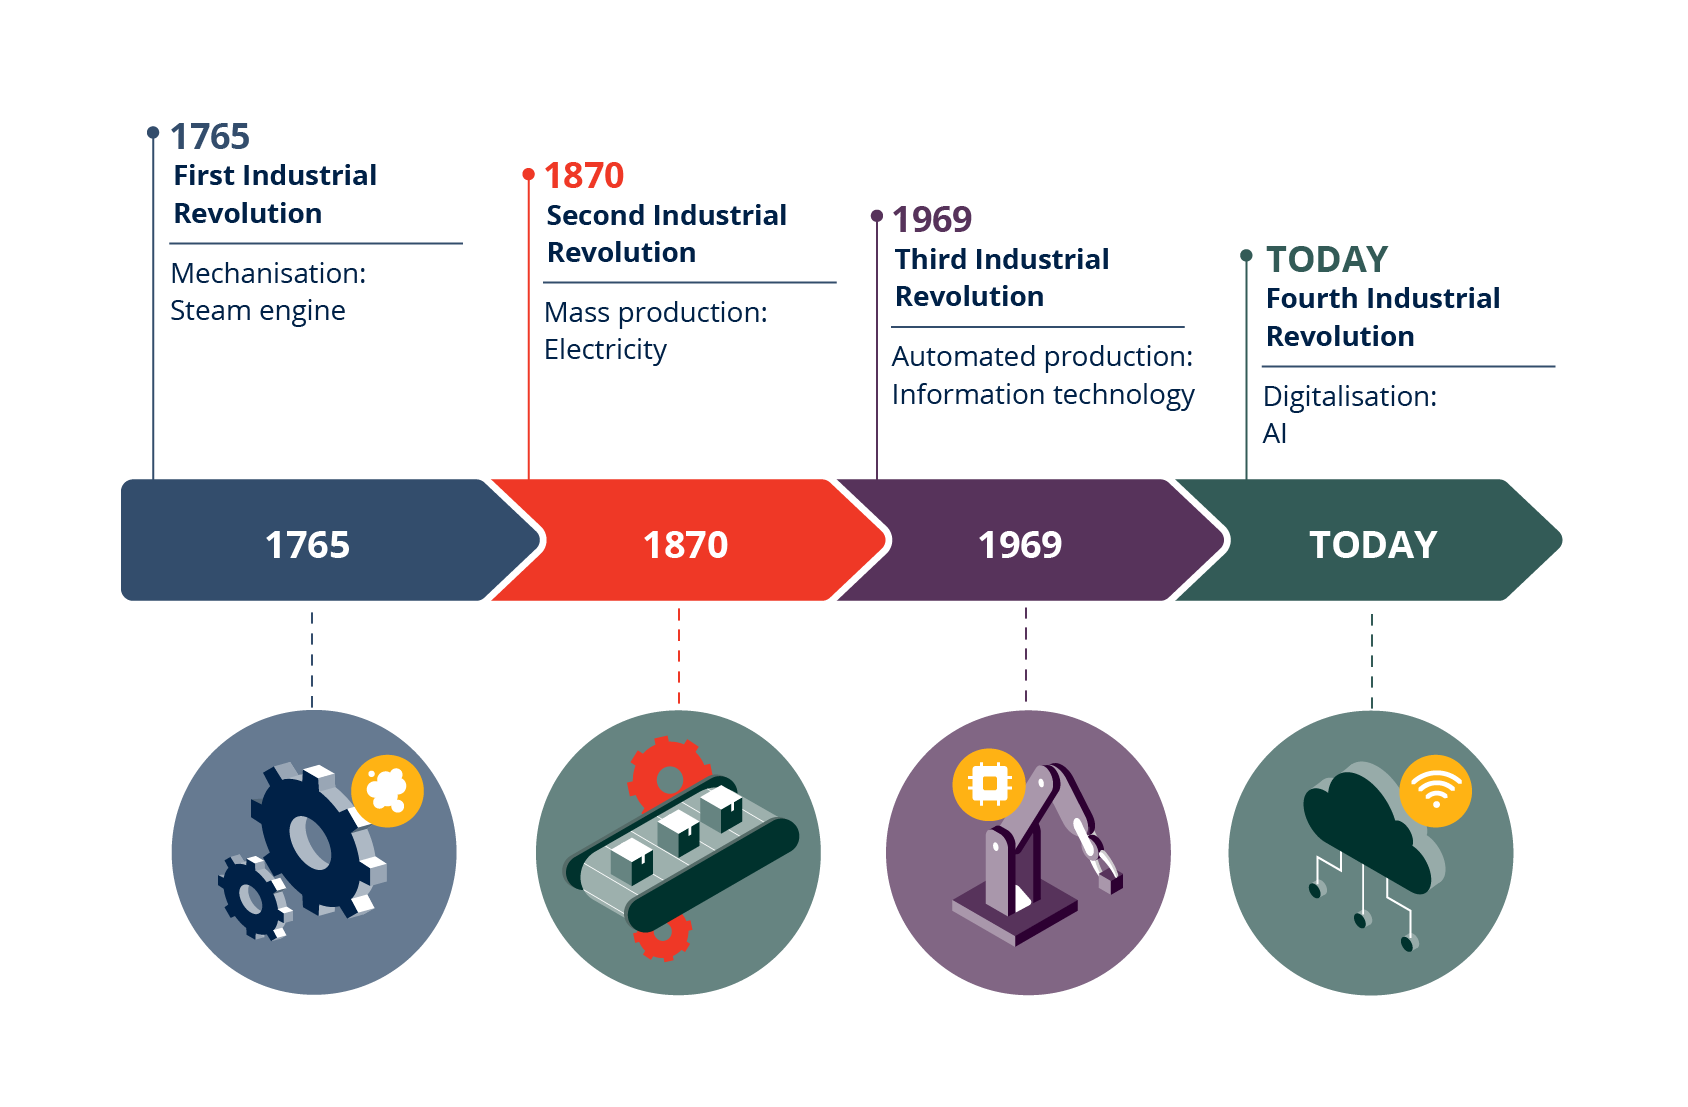 1765
First Industrial
Revolution
Mechanisation:
Steam engine
1870
Second Industrial
Revolution
Mass production:
Electricity
1969
Third Industrial
Revolution
Automated production:
Information technology
TODAY
Fourth Industrial
Revolution
Digitalisation:
AI
1765
1870
1969
TODAY